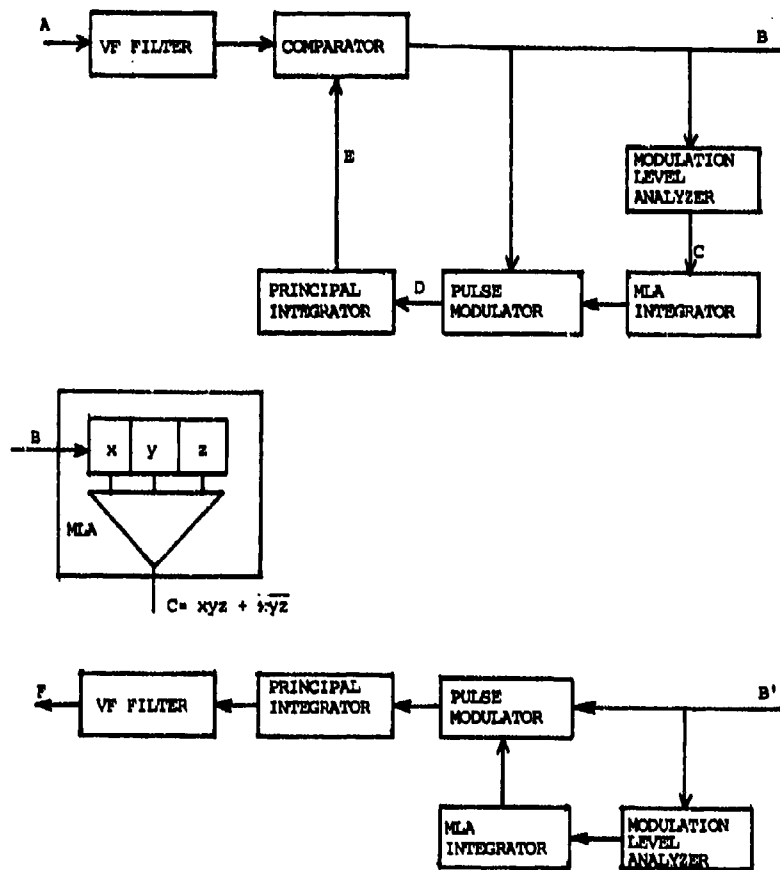 A
VF FILTER
COMPARATOR
B
E
MODULATION
LEVEL
ANALYZER
C
PRINCIPAL
INTEGRATOR
D
PULSE
MODULATOR
MLA
INTEGRATOR
B
x y z
MLA
C= xyz +
F
VF FILTER
PRINCIPAL
INTEGRATOR
PULSE
MODULATOR
B'
MLA
INTEGRATOR
MODULATION
LEVEL
ANALYZER